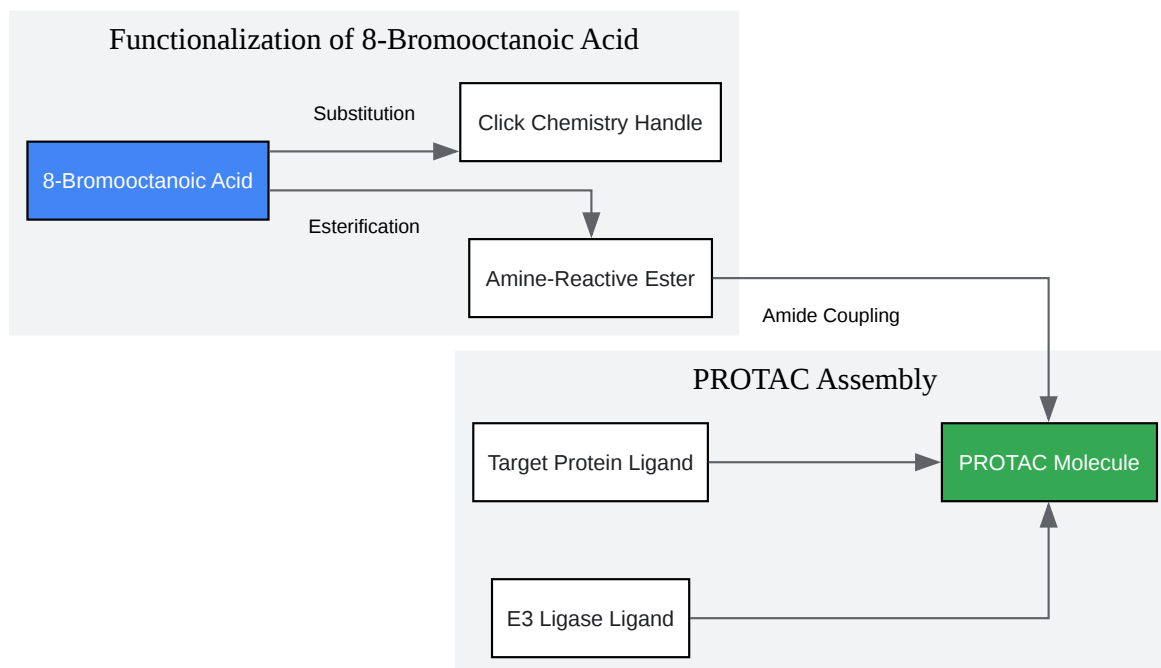 Functionalization of 8-Bromooctanoic Acid
Substitution
Click Chemistry Handle
8-Bromooctanoic Acid
Esterification
Amine-Reactive Ester
Amide Coupling
PROTAC Assembly
Target Protein Ligand
PROTAC Molecule
E3 Ligase Ligand